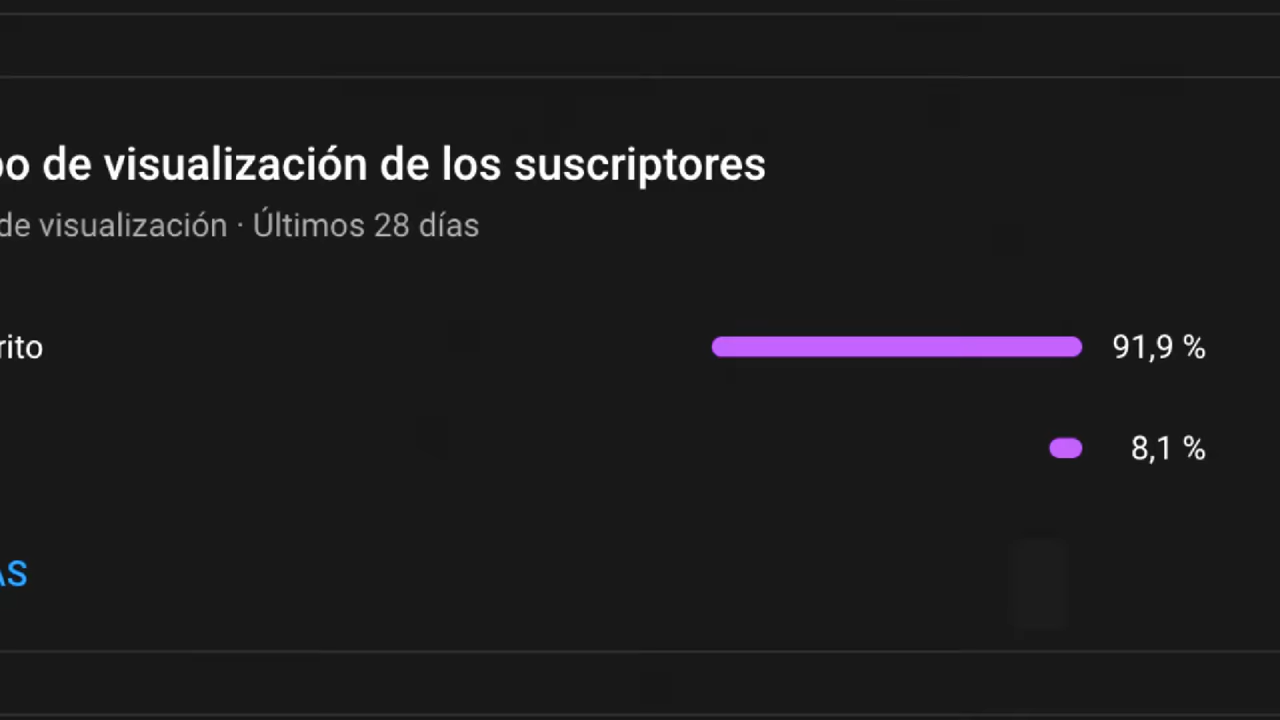 po de visualización de los suscriptores
de visualización · Últimos 28 días
rito
91,9 %
8,1 %
AS